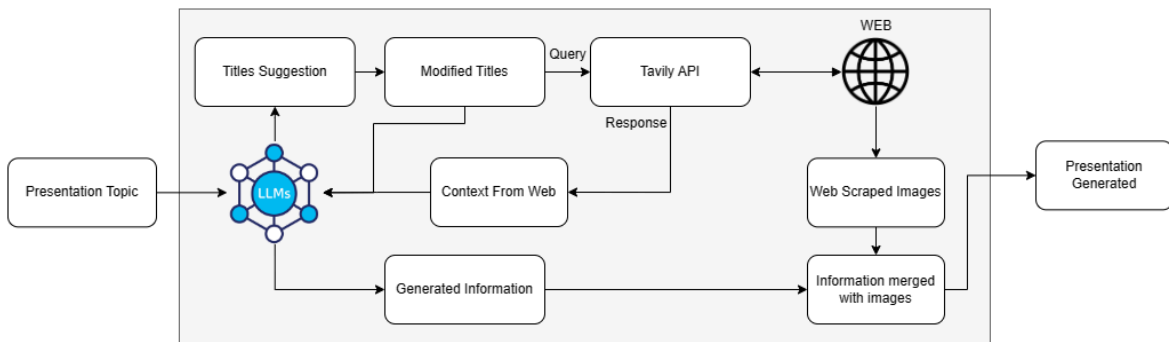 WEB
Query
Titles Suggestion
Modified Titles
Tavily API
Response
Presentation Topic
LLMs
Context From Web
Web Scraped Images
Presentation
Generated
Generated Information
Information merged
with images